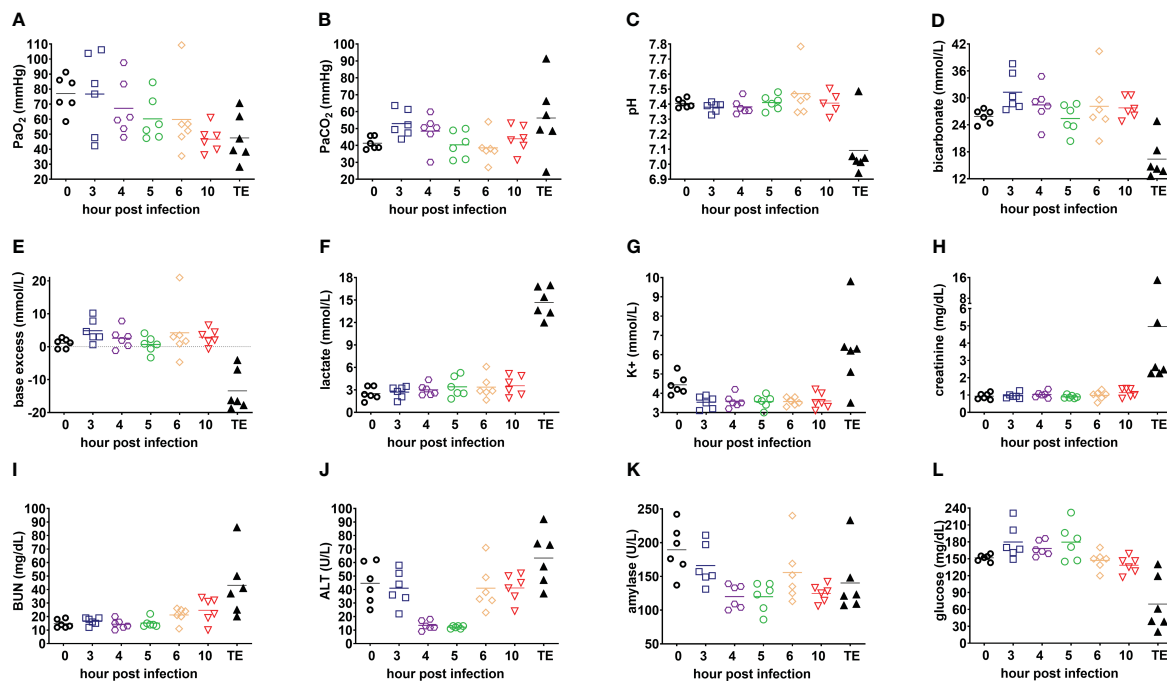 A
PaO2 (mmHg)
110
100
90
80
70
60
50
40
30
20
0 3 4 5 6 10 TE
hour post infection
B
PaCO2 (mmHg)
100
90
80
70
60
50
40
30
20
0 3 4 5 6 10 TE
hour post infection
C
pH
7.8
7.7
7.6
7.5
7.4
7.3
7.2
7.1
7.0
6.9
0 3 4 5 6 10 TE
hour post infection
D
bicarbonate (mmol/L)
42
36
30
24
18
12
0 3 4 5 6 10 TE
hour post infection
E
base excess (mmol/L)
20
10
0
-10
-20
0 3 4 5 6 10 TE
hour post infection
F
lactate (mmol/L)
18
15
12
9
6
3
0
0 3 4 5 6 10 TE
hour post infection
G
K+ (mmol/L)
10
9
8
7
6
5
4
3
0 3 4 5 6 10 TE
hour post infection
H
creatinine (mg/dL)
16
8
6
5
4
3
2
1
0
0 3 4 5 6 10 TE
hour post infection
I
BUN (mg/dL)
100
90
80
70
60
50
40
30
20
10
0
0 3 4 5 6 10 TE
hour post infection
J
ALT (U/L)
100
90
80
70
60
50
40
30
20
10
0
0 3 4 5 6 10 TE
hour post infection
K
amylase (U/L)
250
200
150
100
50
0 3 4 5 6 10 TE
hour post infection
L
glucose (mg/dL)
300
270
240
210
180
150
120
90
60
30
0
0 3 4 5 6 10 TE
hour post infection